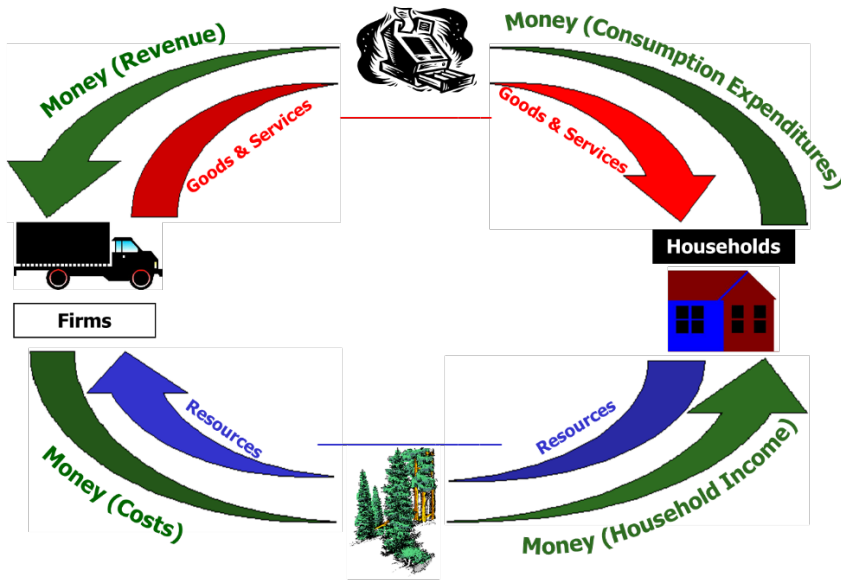 Money (Revenue)
Money (Consumption Expenditures)
Goods & Services
Goods & Services
Households
Firms
Resources
Resources
Money (Costs)
Money (Household Income)